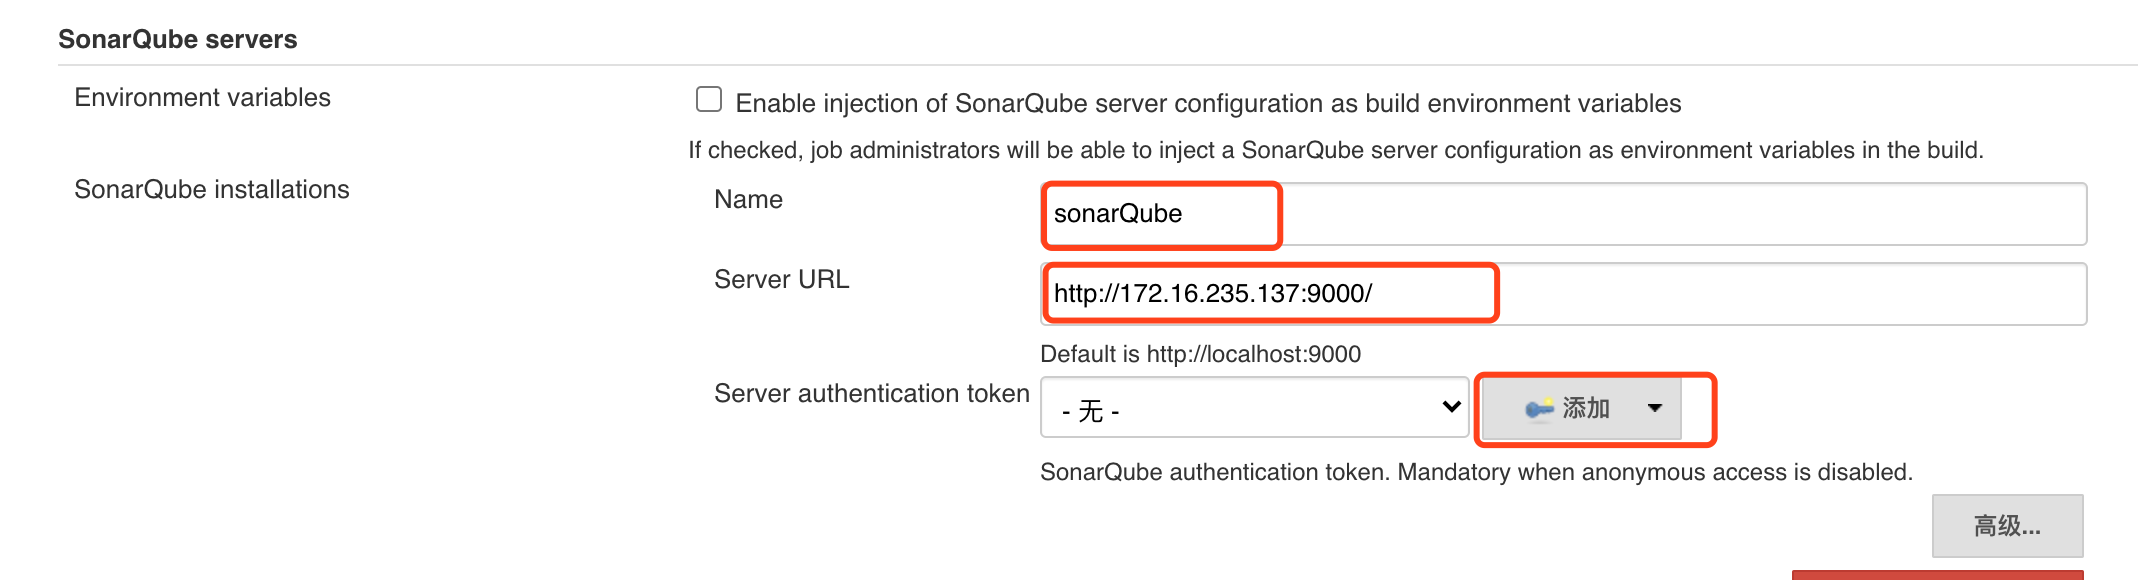 SonarQube servers
Environment variables
Enable injection of SonarQube server configuration as build environment variables
If checked, job administrators will be able to inject a SonarQube server configuration as environment variables in the build.
SonarQube installations
Name
sonarQube
Server URL
http://172.16.235.137:9000/
Default is http://localhost:9000
Server authentication token
- 无 -
添加
SonarQube authentication token. Mandatory when anonymous access is disabled.
高级...